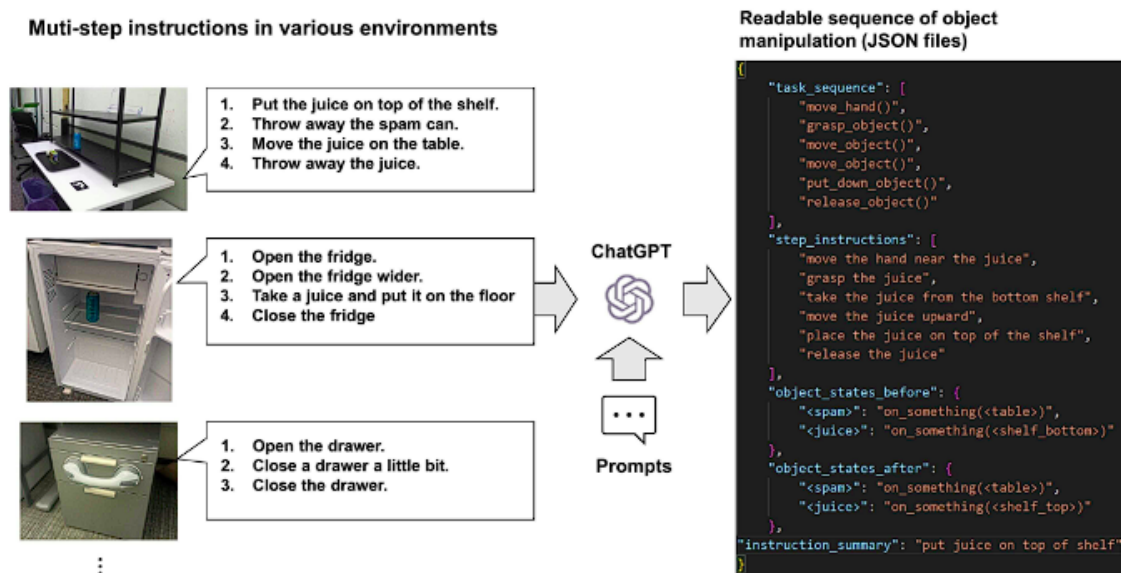 Muti-step instructions in various environments
1. Put the juice on top of the shelf.
2. Throw away the spam can.
3. Move the juice on the table.
4. Throw away the juice.
1. Open the fridge.
2. Open the fridge wider.
3. Take a juice and put it on the floor
4. Close the fridge
1. Open the drawer.
2. Close a drawer a little bit.
3. Close the drawer.
⋮
ChatGPT
Prompts
Readable sequence of object
manipulation (JSON files)
{
"task_sequence": [
"move_hand()",
"grasp_object()",
"move_object()",
"move_object()",
"put_down_object()",
"release_object()"
],
"step_instructions": [
"move the hand near the juice",
"grasp the juice",
"take the juice from the bottom shelf",
"move the juice upward",
"place the juice on top of the shelf",
"release the juice"
],
"object_states_before": {
"<spam>": "on_something(<table>)",
"<juice>": "on_something(<shelf_bottom>)"
},
"object_states_after": {
"<spam>": "on_something(<table>)",
"<juice>": "on_something(<shelf_top>)"
},
"instruction_summary": "put juice on top of shelf"
}